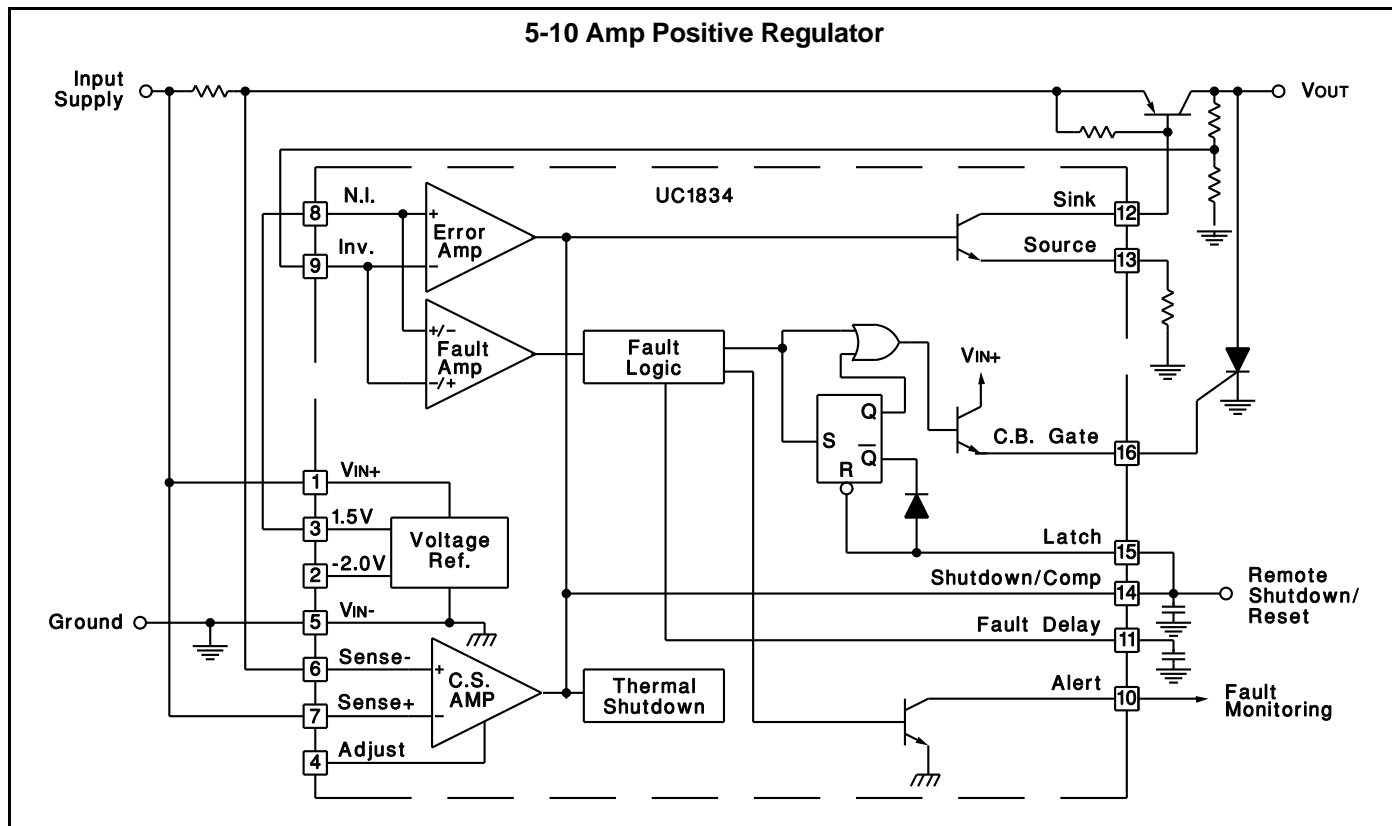 5-10 Amp Positive Regulator
Input
Supply
VOUT
UC1834
8
N.I.
+
Error
Amp
9
Inv.
−
Sink
12
Source
13
+/−
Fault
Amp
−/+
Fault
Logic
VIN+
S
Q
Q
R
C.B. Gate
16
1
VIN+
3
1.5V
2
-2.0V
Voltage
Ref.
Latch
15
Shutdown/Comp
14
Remote
Shutdown/
Reset
Ground
5
VIN-
Fault Delay
11
6
Sense-
+
C.S.
AMP
7
Sense+
−
4
Adjust
Thermal
Shutdown
Alert
10
Fault
Monitoring